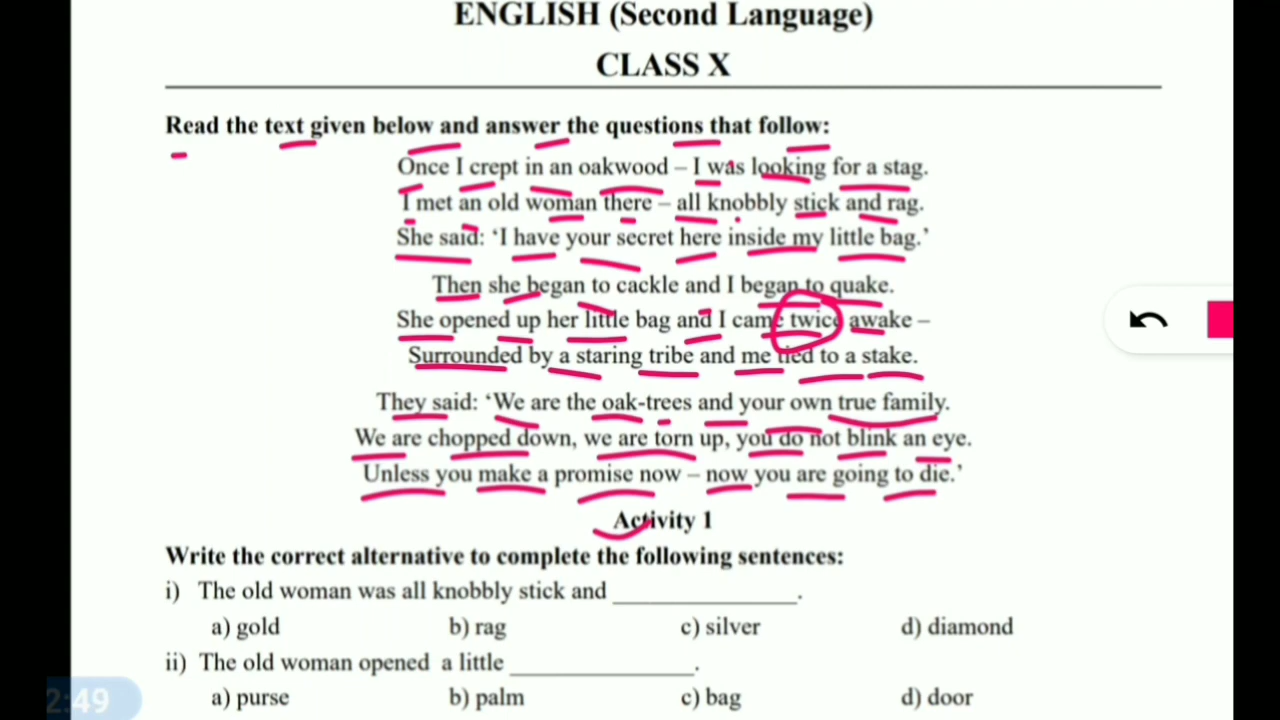 ENGLISH (Second Language)
CLASS X
Read the text given below and answer the questions that follow:
Once I crept in an oakwood – I was looking for a stag.
I met an old woman there – all knobbly stick and rag.
She said: ‘I have your secret here inside my little bag.’
Then she began to cackle and I began to quake.
She opened up her little bag and I came twice awake –
Surrounded by a staring tribe and me tied to a stake.
They said: ‘We are the oak-trees and your own true family.
We are chopped down, we are torn up, you do not blink an eye.
Unless you make a promise now – now you are going to die.’
Activity 1
Write the correct alternative to complete the following sentences:
i) The old woman was all knobbly stick and _______________.
a) gold b) rag c) silver d) diamond
ii) The old woman opened a little _______________.
a) purse b) palm c) bag d) door
2:49